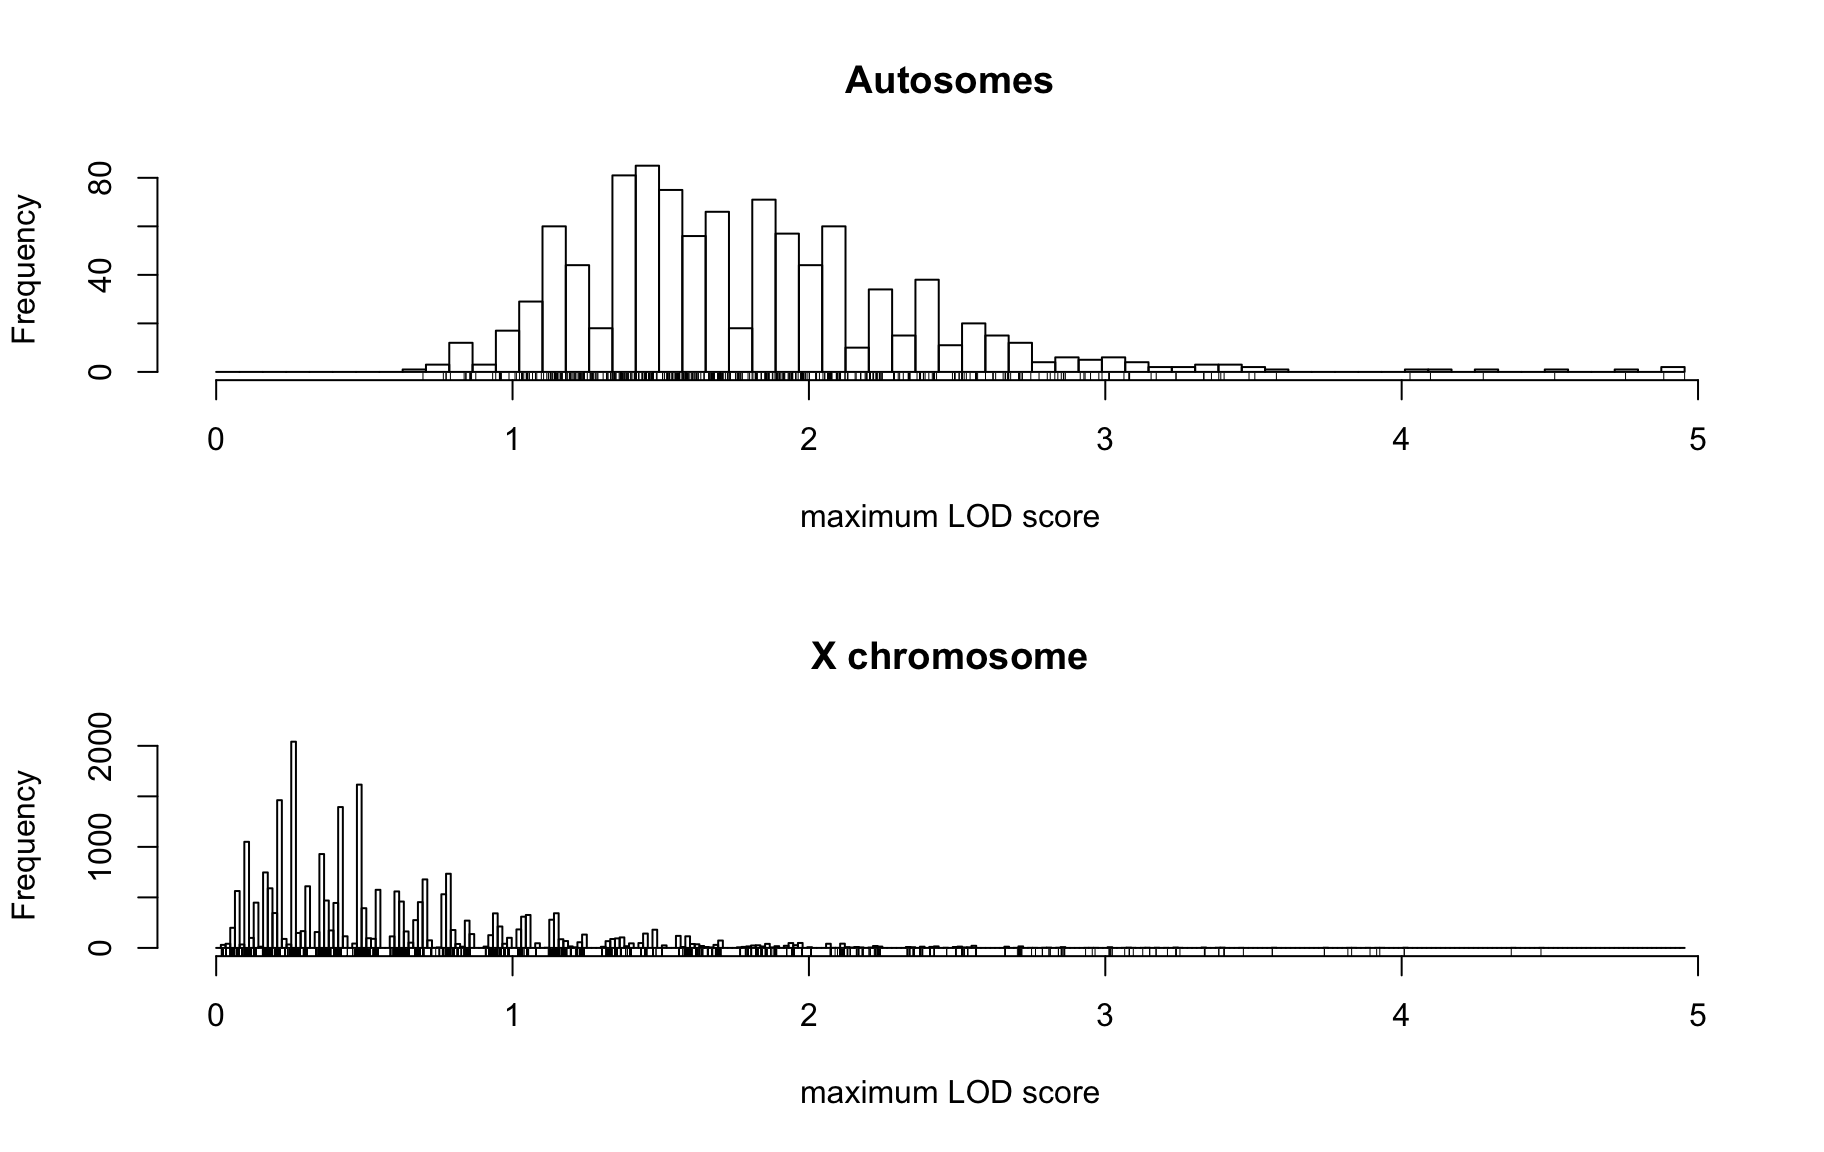 Autosomes
Frequency
0 40 80
0 1 2 3 4 5
maximum LOD score
X chromosome
Frequency
0 1000 2000
0 1 2 3 4 5
maximum LOD score